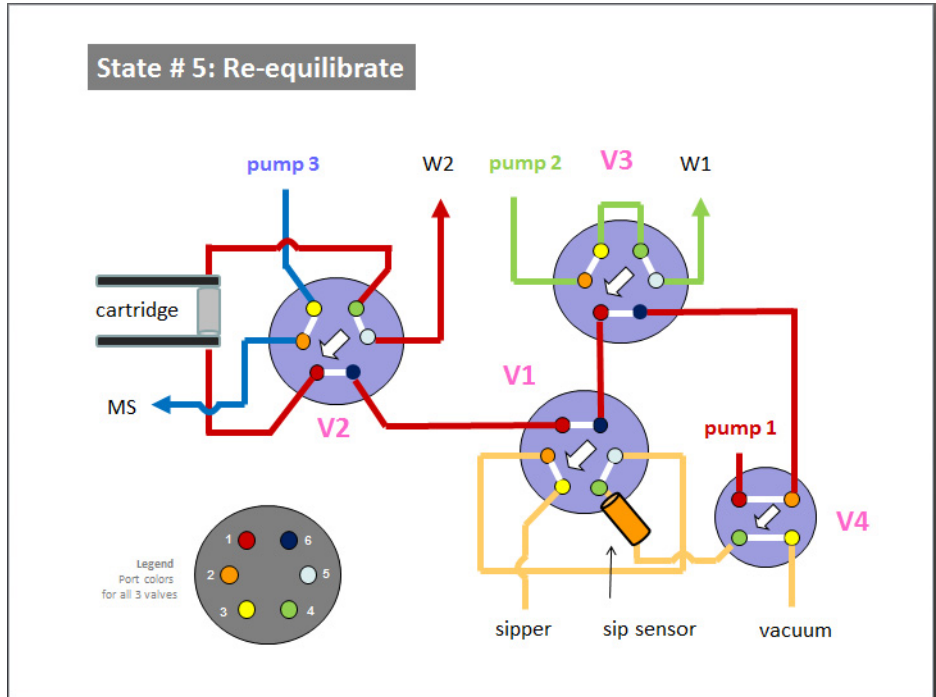 State # 5: Re-equilibrate
pump 3
W2
pump 2
V3
W1
cartridge
MS
V2
V1
pump 1
V4
Legend
Port colors
for all 3 valves
1
6
2
5
3
4
sipper
sip sensor
vacuum